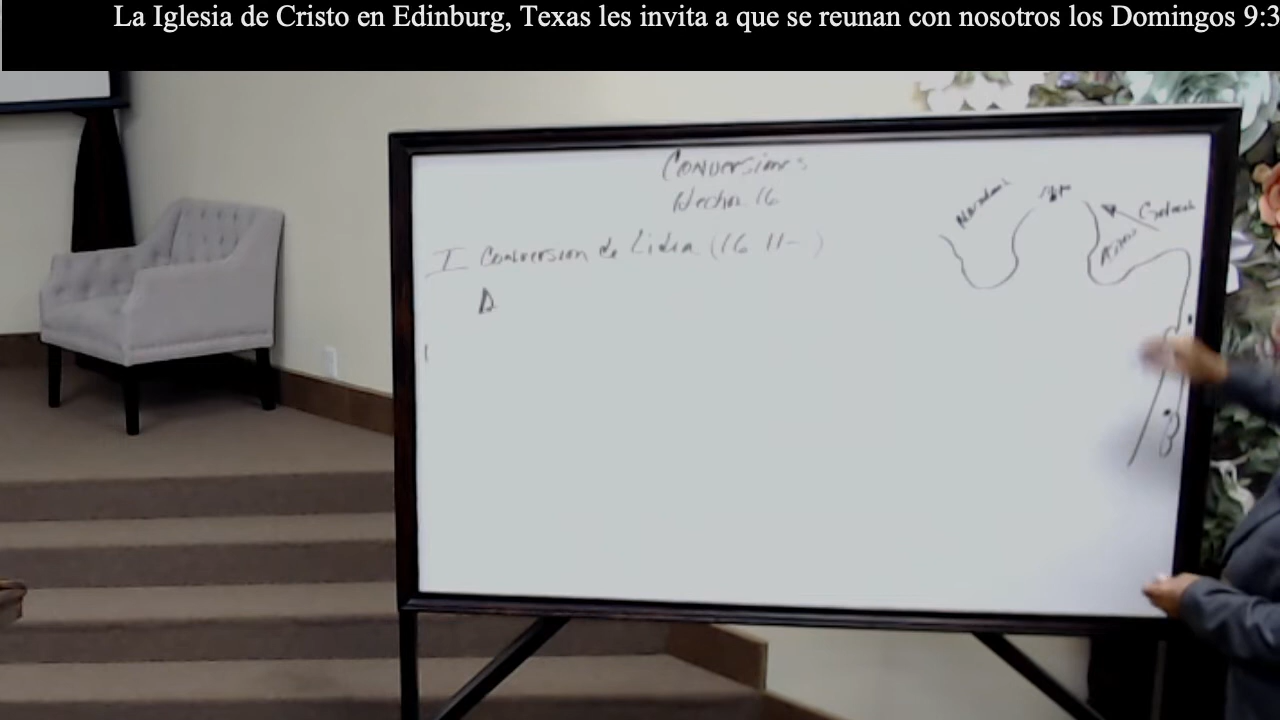 La Iglesia de Cristo en Edinburg, Texas les invita a que se reunan con nosotros los Domingos 9:3
Conversiones
Hechos 16
I Conversion de Lidia (16 11- )
A